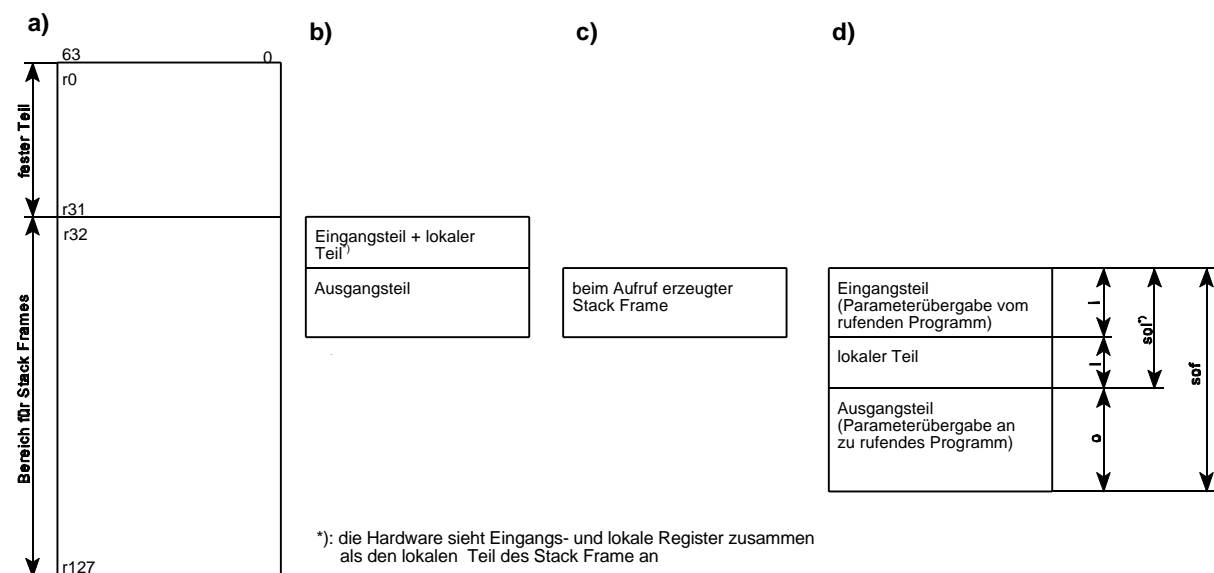 a)
b)
c)
d)
63
0
r0
fester Teil
r31
r32
Bereich für Stack Frames
r127
Eingangsteil + lokaler
Teil*)
Ausgangsteil
beim Aufruf erzeugter
Stack Frame
Eingangsteil
(Parameterübergabe vom
rufenden Programm)
lokaler Teil
Ausgangsteil
(Parameterübergabe an
zu rufendes Programm)
i
l
o
sol*)
sof
*): die Hardware sieht Eingangs- und lokale Register zusammen
als den lokalen Teil des Stack Frame an